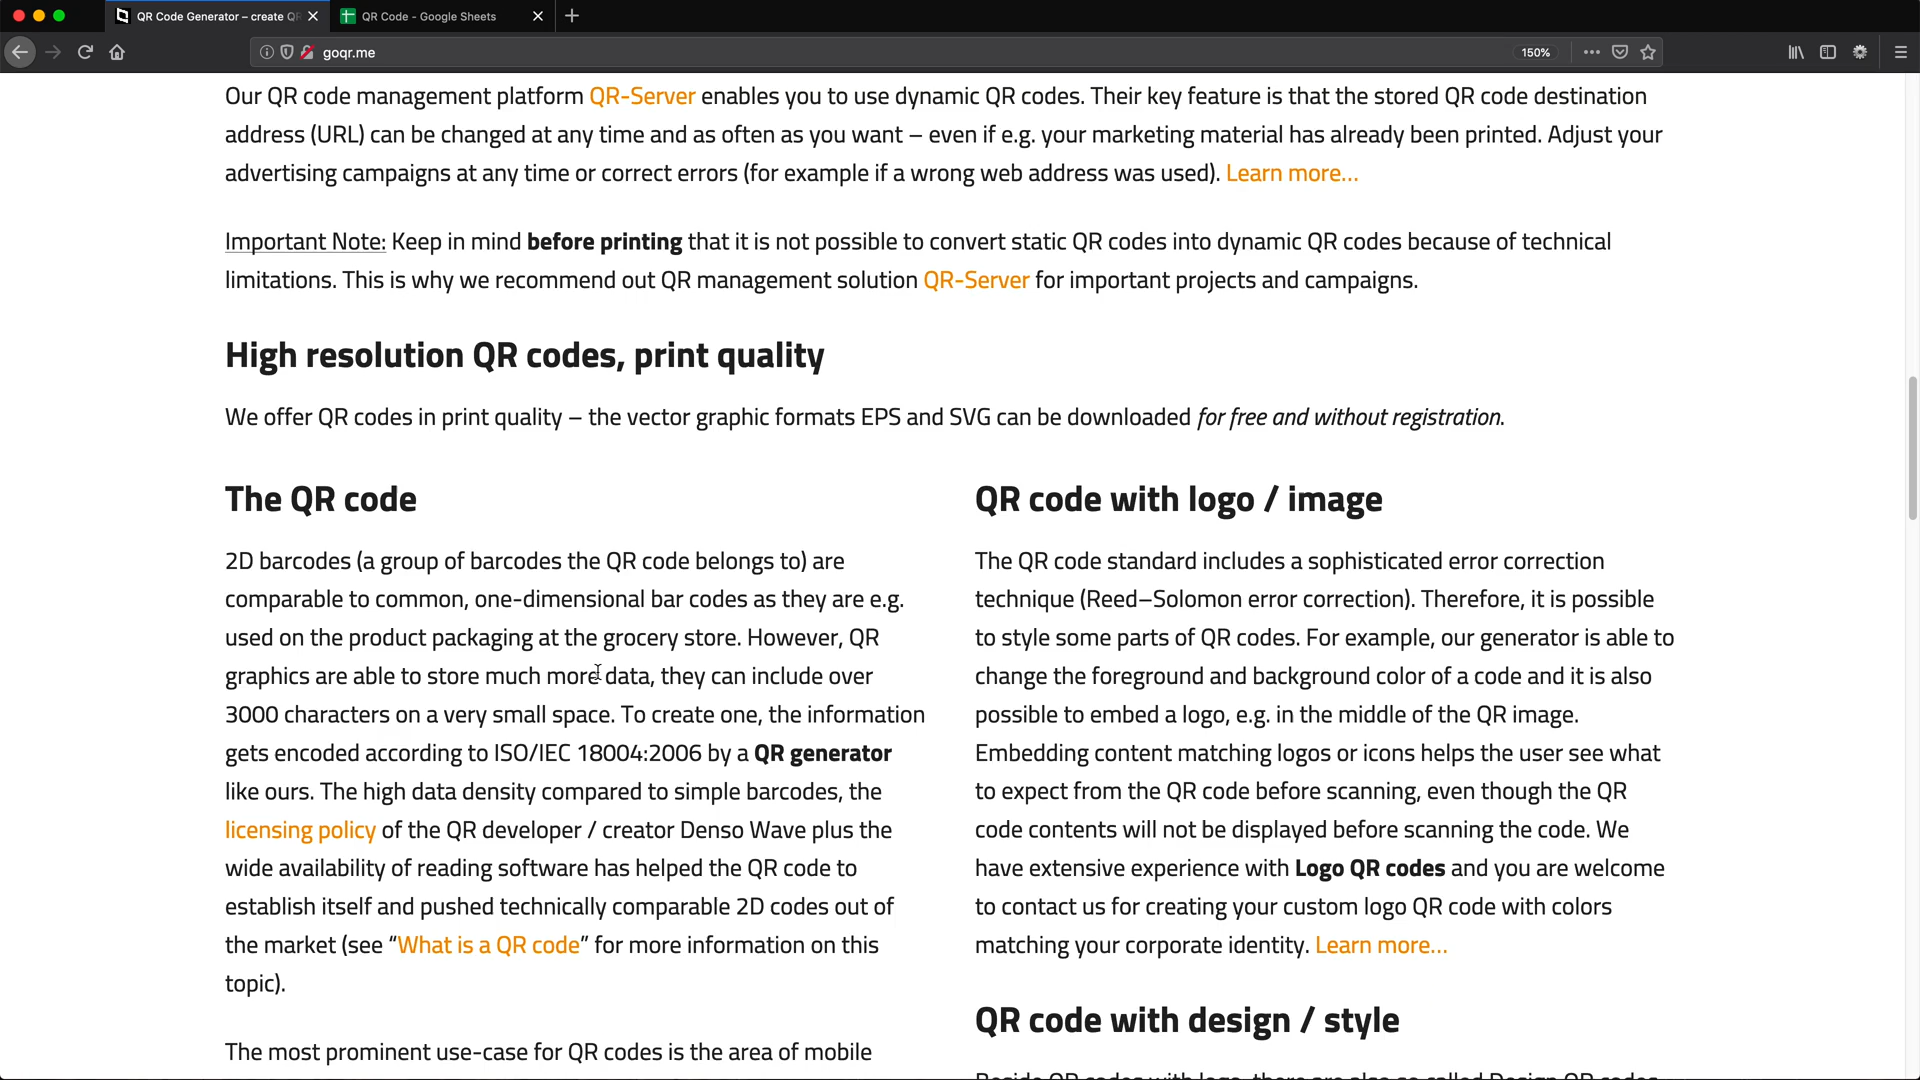 QR Code Generator – create QR
QR Code - Google Sheets
goqr.me
150%
Our QR code management platform QR-Server enables you to use dynamic QR codes. Their key feature is that the stored QR code destination
address (URL) can be changed at any time and as often as you want – even if e.g. your marketing material has already been printed. Adjust your
advertising campaigns at any time or correct errors (for example if a wrong web address was used). Learn more…
Important Note: Keep in mind before printing that it is not possible to convert static QR codes into dynamic QR codes because of technical
limitations. This is why we recommend out QR management solution QR-Server for important projects and campaigns.
High resolution QR codes, print quality
We offer QR codes in print quality – the vector graphic formats EPS and SVG can be downloaded for free and without registration.
The QR code
2D barcodes (a group of barcodes the QR code belongs to) are
comparable to common, one-dimensional bar codes as they are e.g.
used on the product packaging at the grocery store. However, QR
graphics are able to store much more data, they can include over
3000 characters on a very small space. To create one, the information
gets encoded according to ISO/IEC 18004:2006 by a QR generator
like ours. The high data density compared to simple barcodes, the
licensing policy of the QR developer / creator Denso Wave plus the
wide availability of reading software has helped the QR code to
establish itself and pushed technically comparable 2D codes out of
the market (see “What is a QR code” for more information on this
topic).
The most prominent use-case for QR codes is the area of mobile
QR code with logo / image
The QR code standard includes a sophisticated error correction
technique (Reed–Solomon error correction). Therefore, it is possible
to style some parts of QR codes. For example, our generator is able to
change the foreground and background color of a code and it is also
possible to embed a logo, e.g. in the middle of the QR image.
Embedding content matching logos or icons helps the user see what
to expect from the QR code before scanning, even though the QR
code contents will not be displayed before scanning the code. We
have extensive experience with Logo QR codes and you are welcome
to contact us for creating your custom logo QR code with colors
matching your corporate identity. Learn more…
QR code with design / style